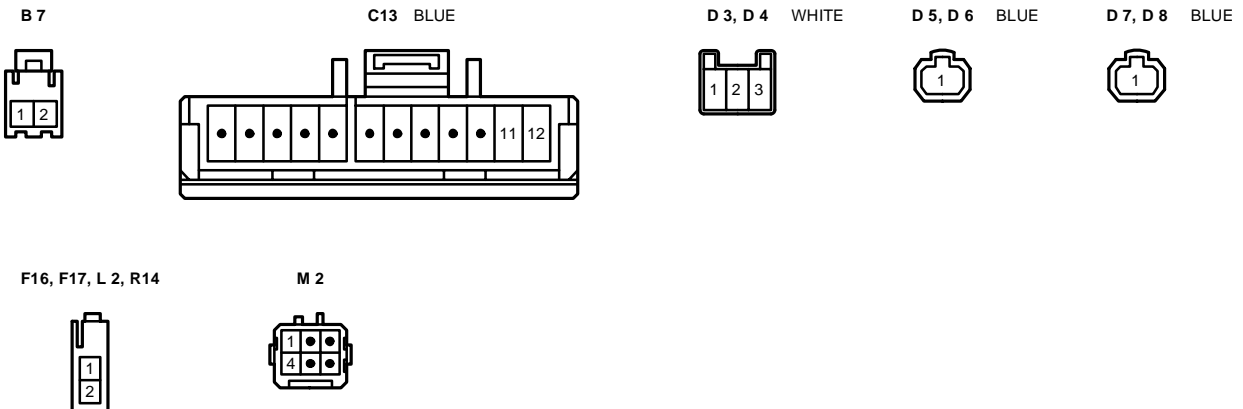 B 7
C13 BLUE
D 3, D 4 WHITE
D 5, D 6 BLUE
D 7, D 8 BLUE
1 2
11 12
1 2 3
1
1
F16, F17, L 2, R14
M 2
1
2
1
4